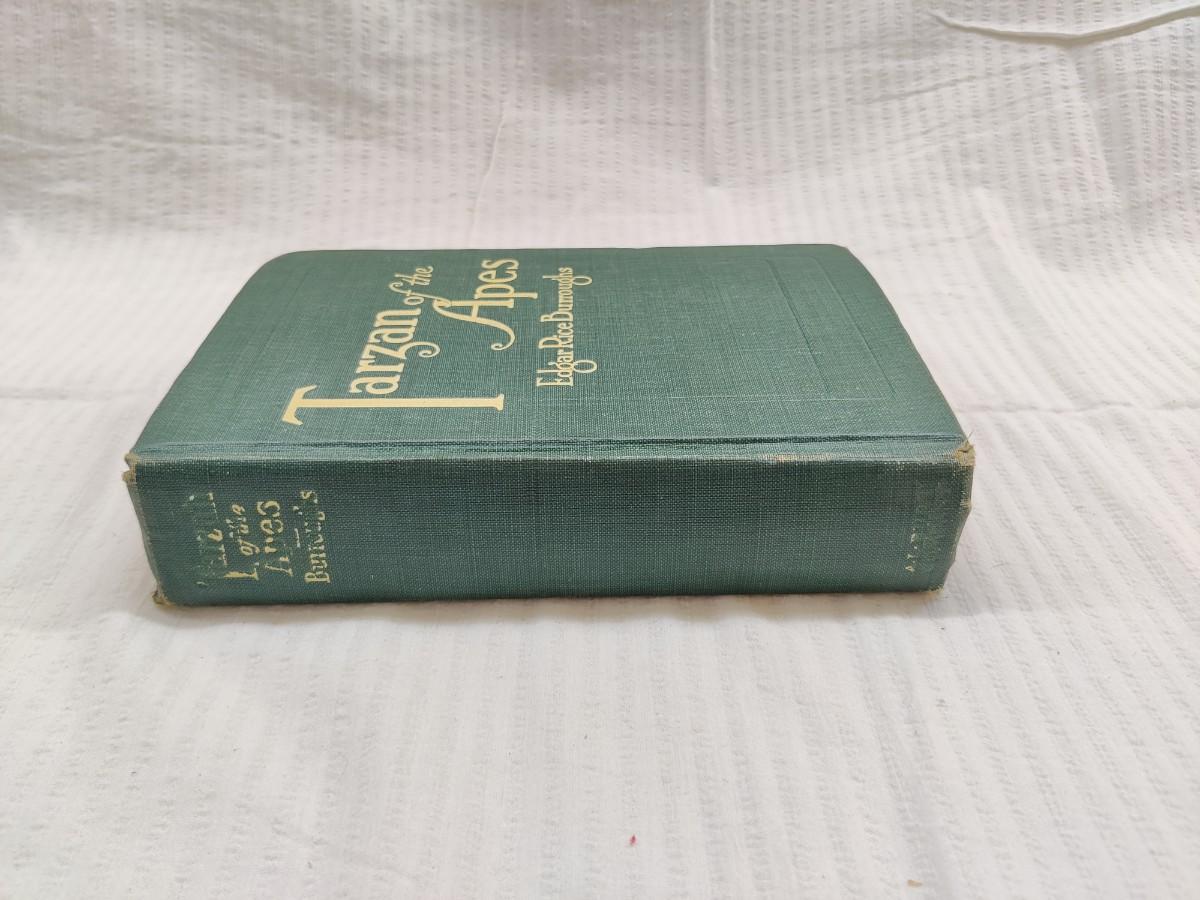 Tarzan of the
Apes
Edgar Rice Burroughs
Tarzan
of the
Apes
Burroughs